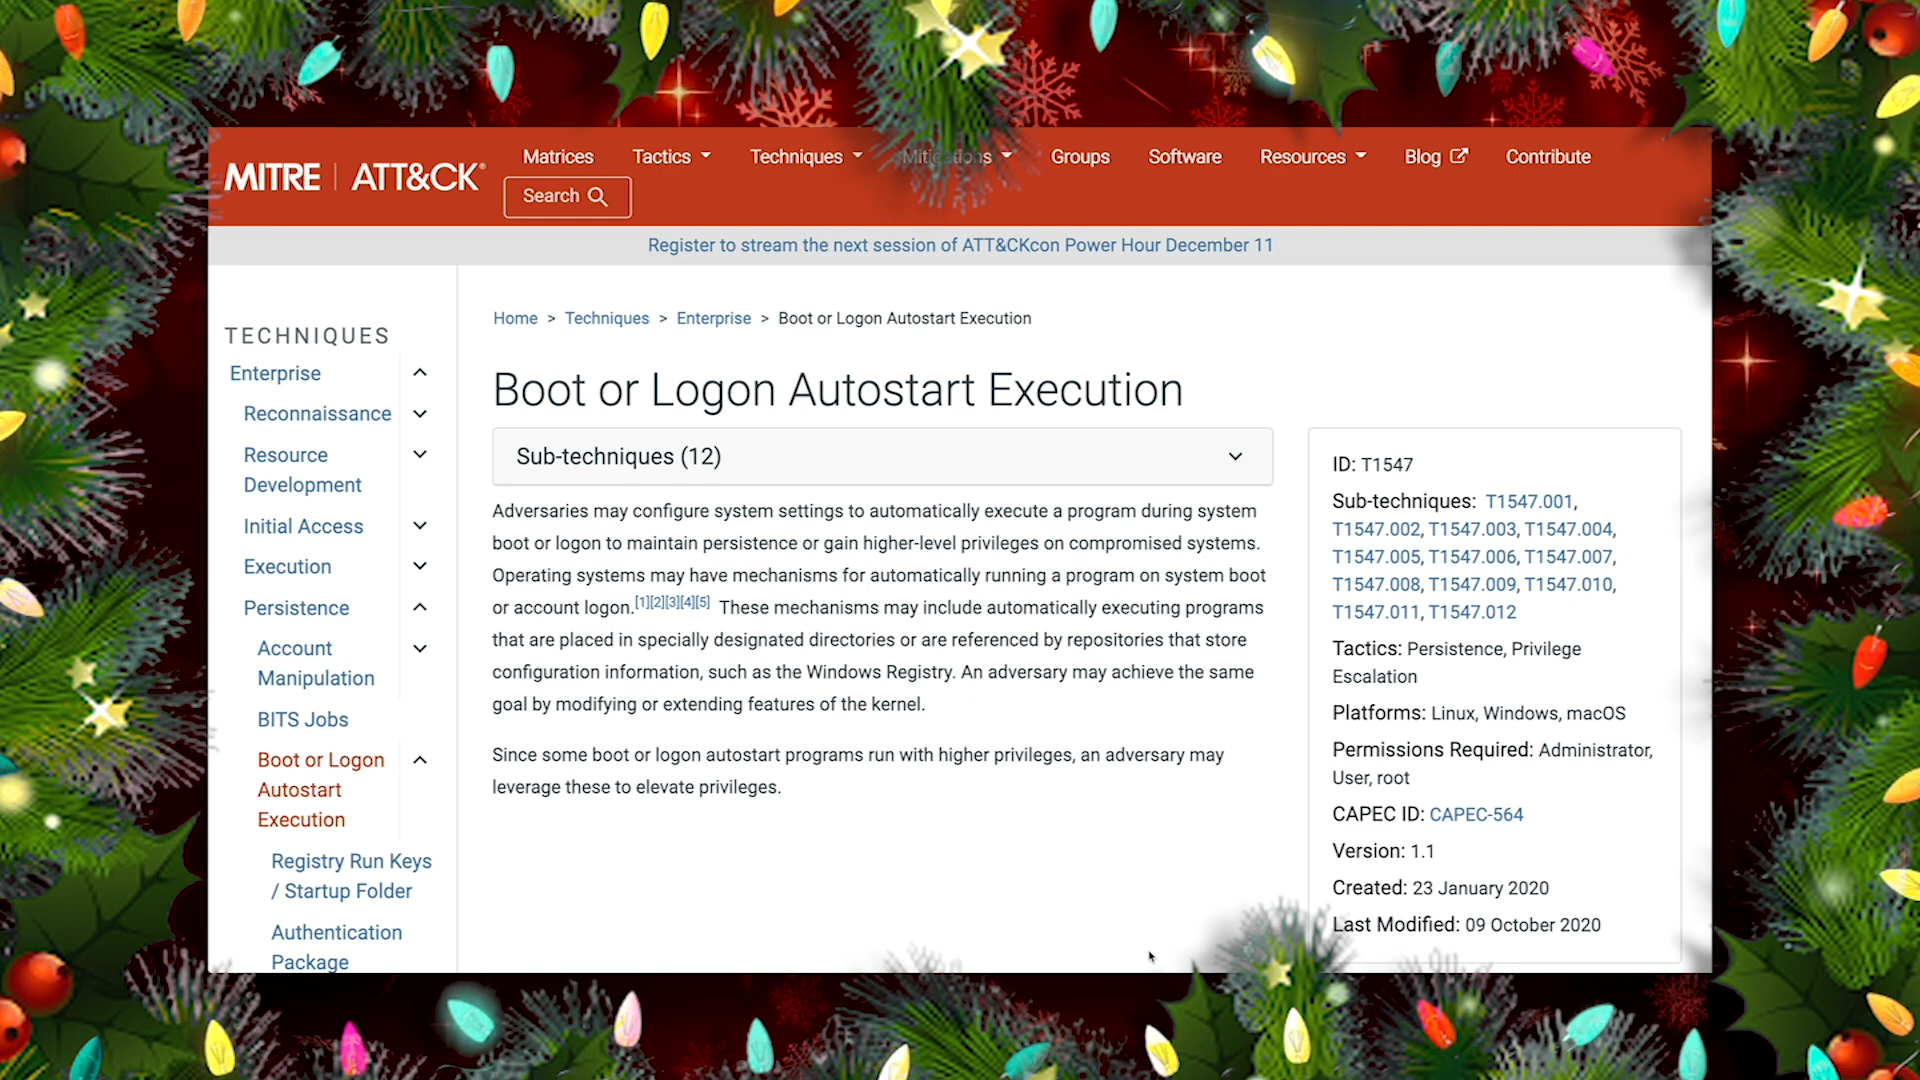 MITRE | ATT&CK®
Matrices Tactics Techniques Mitigations Groups Software Resources Blog Contribute
Search
Register to stream the next session of ATT&CKcon Power Hour December 11
TECHNIQUES
Enterprise
Reconnaissance
Resource
Development
Initial Access
Execution
Persistence
Account
Manipulation
BITS Jobs
Boot or Logon
Autostart
Execution
Registry Run Keys
/ Startup Folder
Authentication
Package
Home > Techniques > Enterprise > Boot or Logon Autostart Execution
Boot or Logon Autostart Execution
Sub-techniques (12)
Adversaries may configure system settings to automatically execute a program during system
boot or logon to maintain persistence or gain higher-level privileges on compromised systems.
Operating systems may have mechanisms for automatically running a program on system boot
or account logon.[1][2][3][4][5] These mechanisms may include automatically executing programs
that are placed in specially designated directories or are referenced by repositories that store
configuration information, such as the Windows Registry. An adversary may achieve the same
goal by modifying or extending features of the kernel.
Since some boot or logon autostart programs run with higher privileges, an adversary may
leverage these to elevate privileges.
ID: T1547
Sub-techniques: T1547.001,
T1547.002, T1547.003, T1547.004,
T1547.005, T1547.006, T1547.007,
T1547.008, T1547.009, T1547.010,
T1547.011, T1547.012
Tactics: Persistence, Privilege
Escalation
Platforms: Linux, Windows, macOS
Permissions Required: Administrator,
User, root
CAPEC ID: CAPEC-564
Version: 1.1
Created: 23 January 2020
Last Modified: 09 October 2020